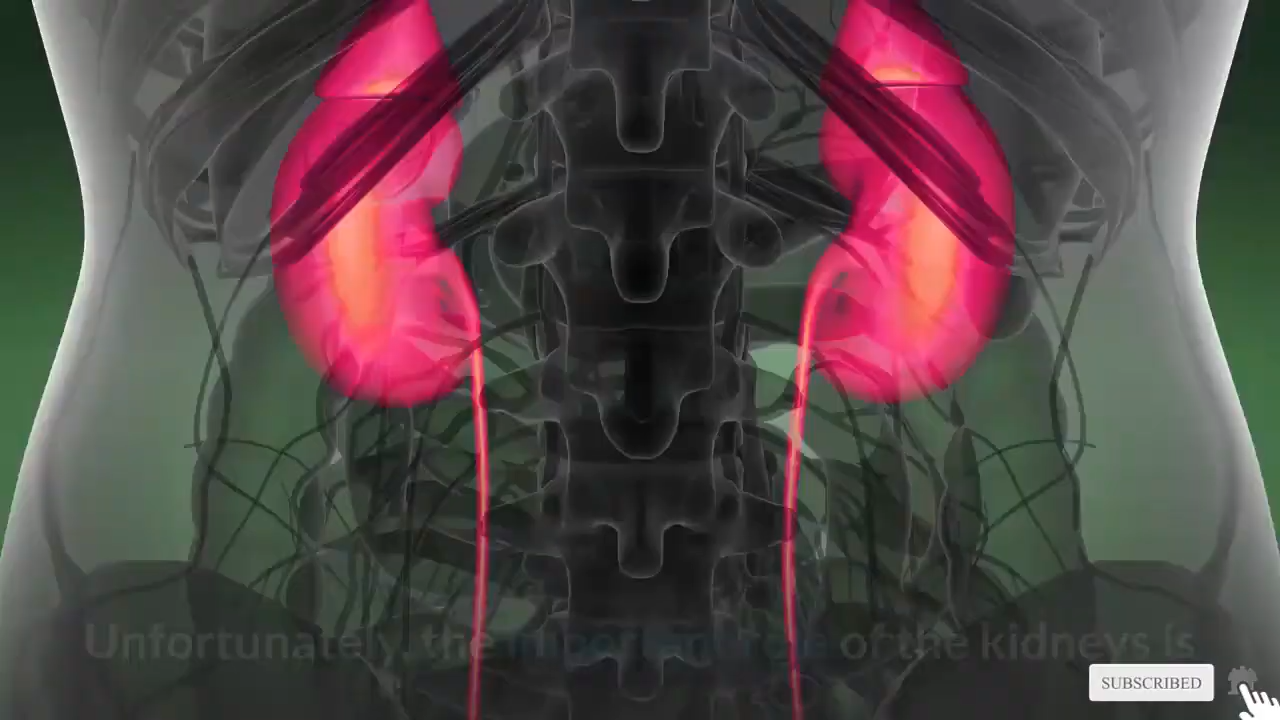 Unfortunately, the important role of the kidneys is
SUBSCRIBED